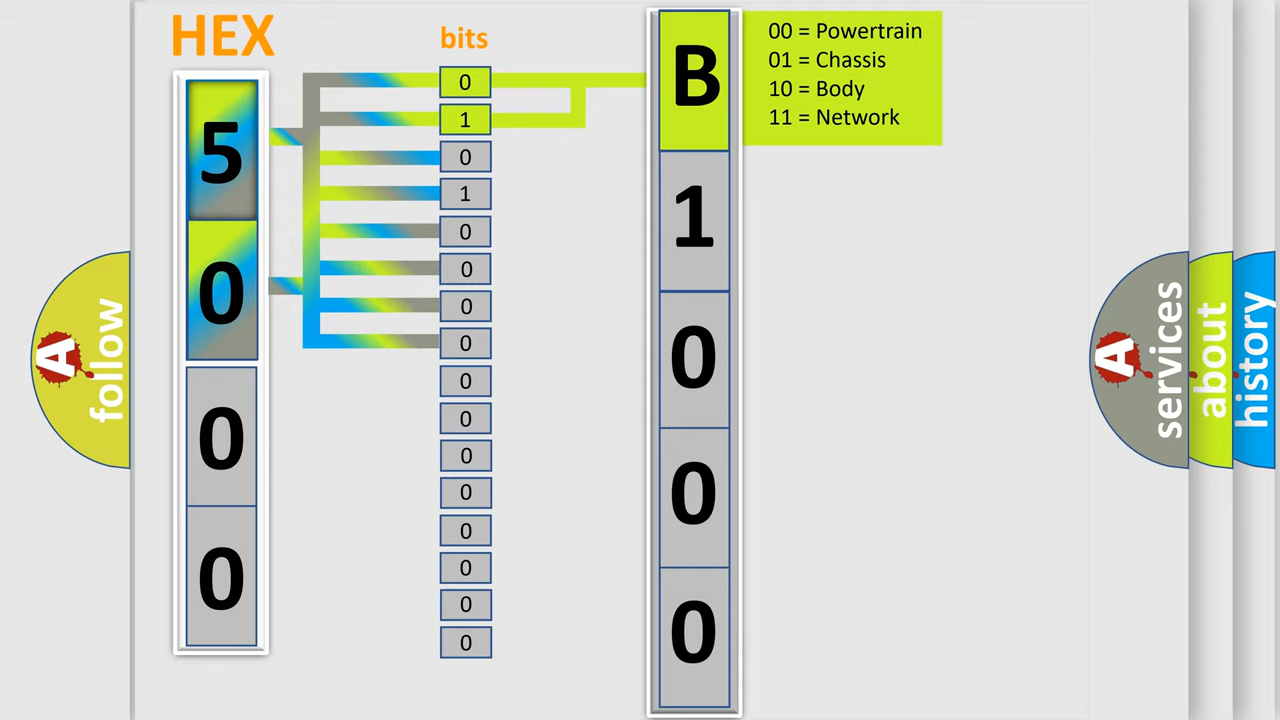 HEX
bits
5
0
0
0
0
1
0
1
0
0
0
0
0
0
0
0
0
0
0
0
B
1
0
0
0
00 = Powertrain
01 = Chassis
10 = Body
11 = Network
A
follow
A
services
about
history